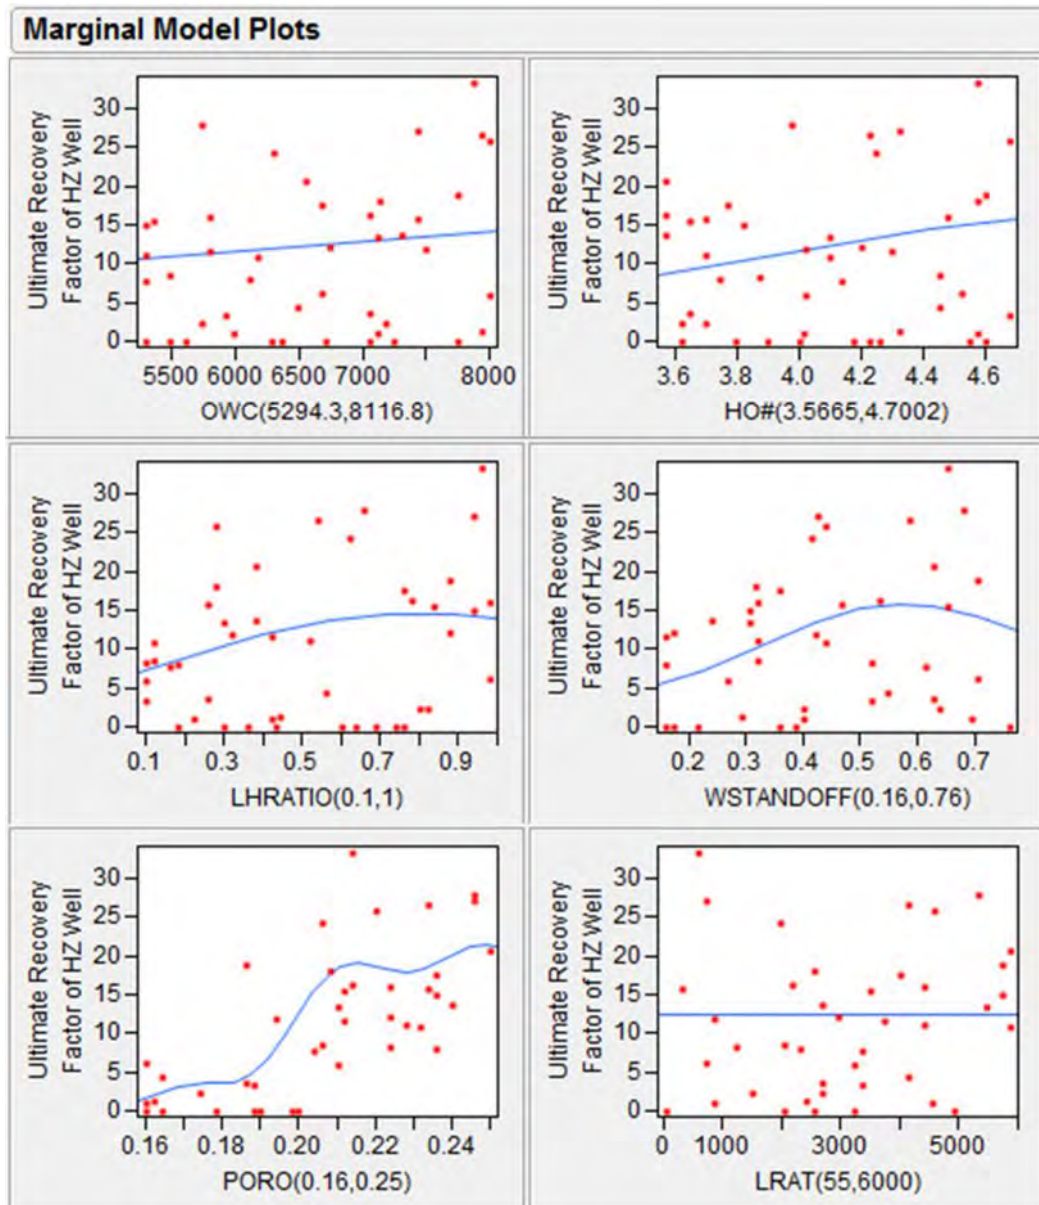 Marginal Model Plots
Ultimate Recovery
Factor of HZ Well
30
25
20
15
10
5
0
5500 6000 6500 7000 8000
OWC(5294.3,8116.8)
Ultimate Recovery
Factor of HZ Well
30
25
20
15
10
5
0
3.6 3.8 4.0 4.2 4.4 4.6
HO#(3.5665,4.7002)
Ultimate Recovery
Factor of HZ Well
30
25
20
15
10
5
0
0.1 0.3 0.5 0.7 0.9
LHRATIO(0.1,1)
Ultimate Recovery
Factor of HZ Well
30
25
20
15
10
5
0
0.2 0.3 0.4 0.5 0.6 0.7
WSTANDOFF(0.16,0.76)
Ultimate Recovery
Factor of HZ Well
30
25
20
15
10
5
0
0.16 0.18 0.20 0.22 0.24
PORO(0.16,0.25)
Ultimate Recovery
Factor of HZ Well
30
25
20
15
10
5
0
0 1000 3000 5000
LRAT(55,6000)